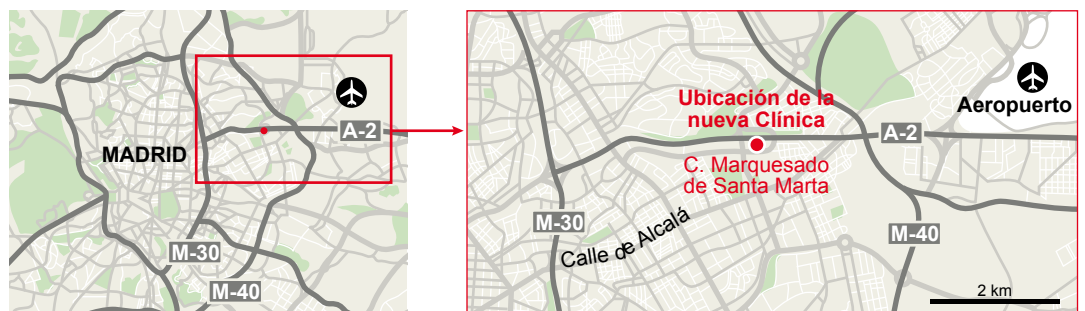 MADRID
A-2
M-30
M-40
Ubicación de la
nueva Clínica
C. Marquesado
de Santa Marta
Aeropuerto
A-2
M-30
Calle de Alcalá
M-40
2 km